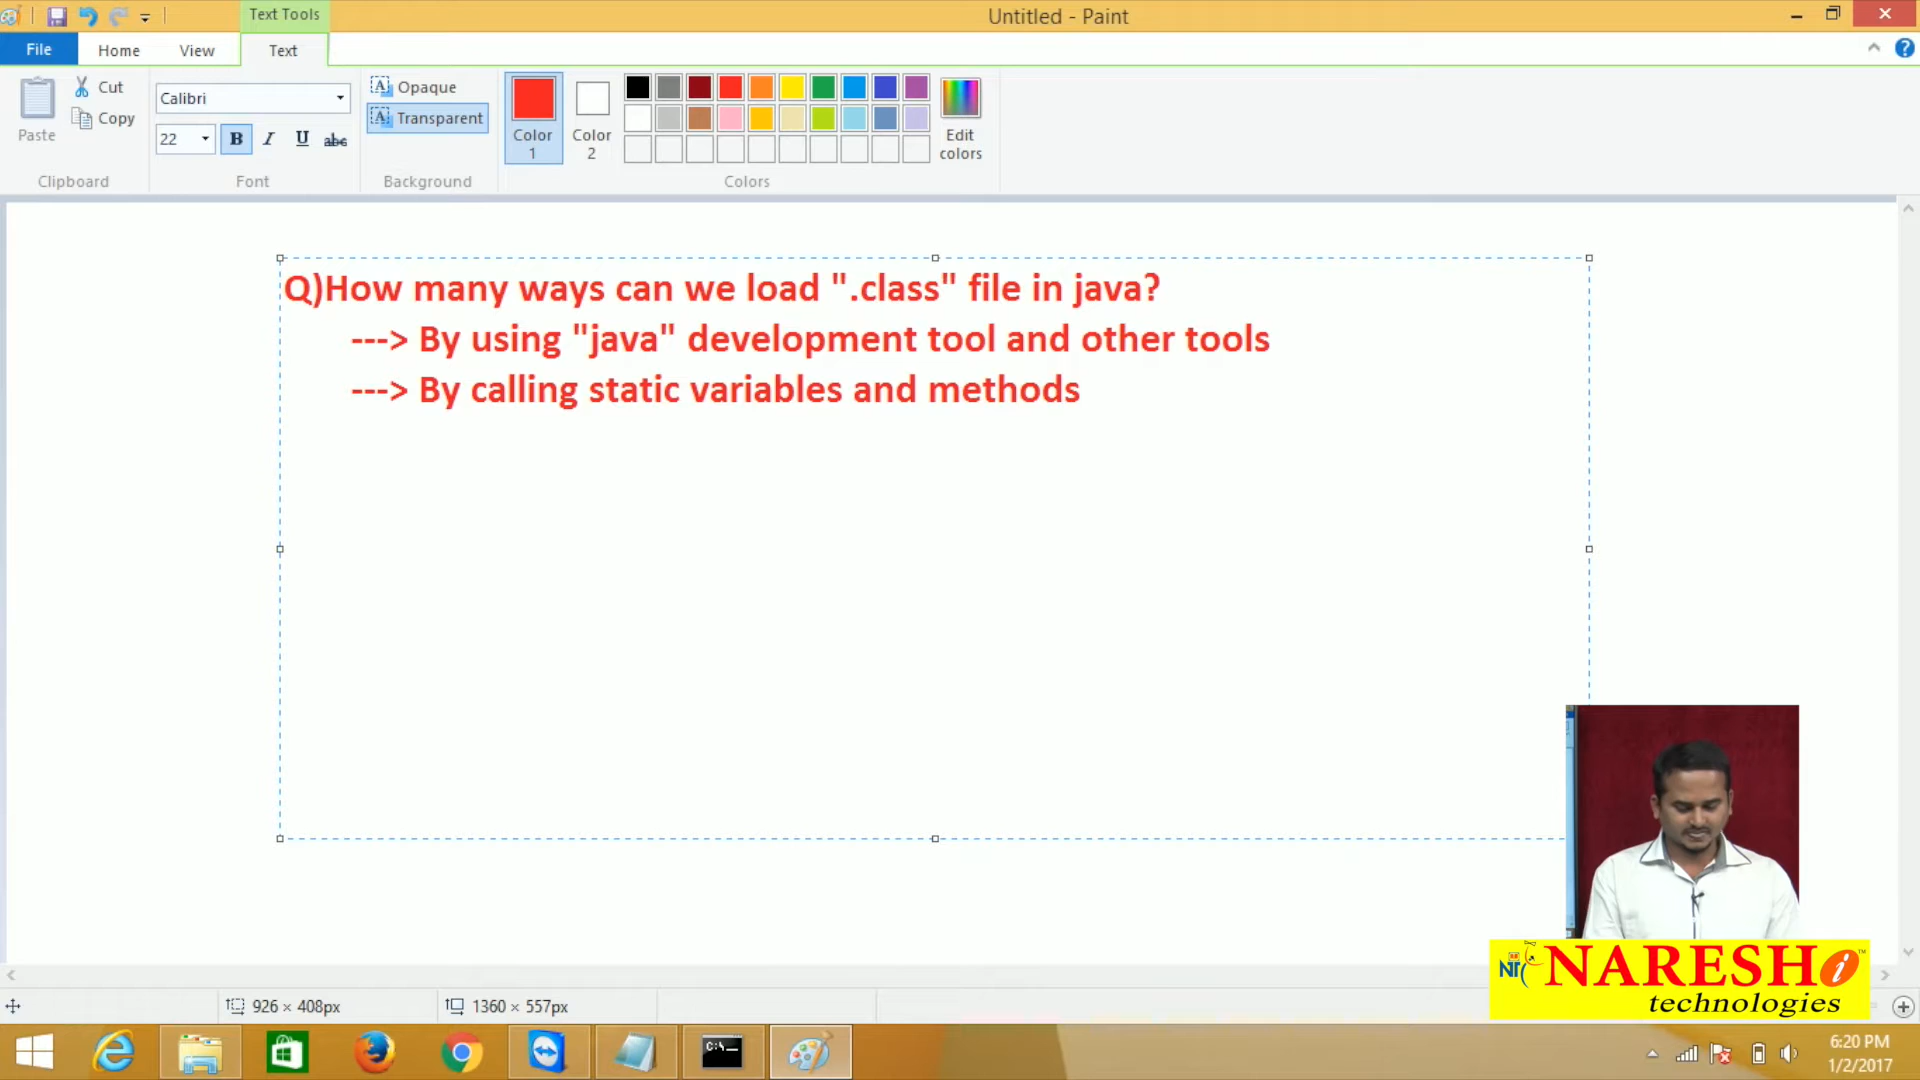 Text Tools
Untitled - Paint
File
Home
View
Text
Cut
Copy
Paste
Clipboard
Calibri
22
B
I
U
abc
Font
Opaque
Transparent
Background
Color
1
Color
2
Edit
colors
Colors
Q)How many ways can we load ".class" file in java?
---> By using "java" development tool and other tools
---> By calling static variables and methods
926 × 408px
1360 × 557px
NARESH i
technologies
C:\_
6:20 PM
1/2/2017